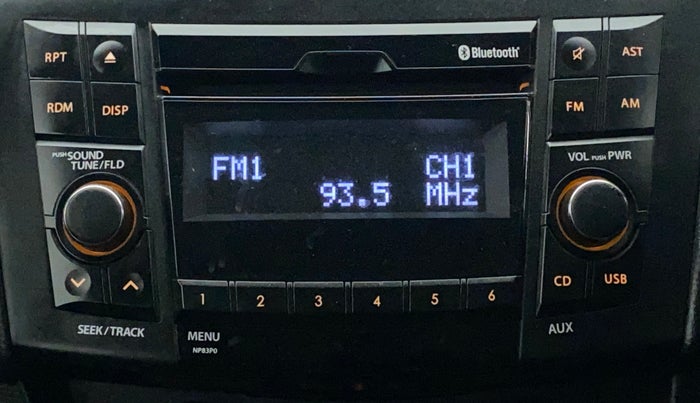 Bluetooth
RPT
AST
RDM
DISP
FM
AM
PUSH SOUND
TUNE/FLD
VOL PUSH PWR
FM1 CH1
93.5 MHz
CD
USB
1 2 3 4 5 6
SEEK/TRACK
MENU
AUX
NP83P0